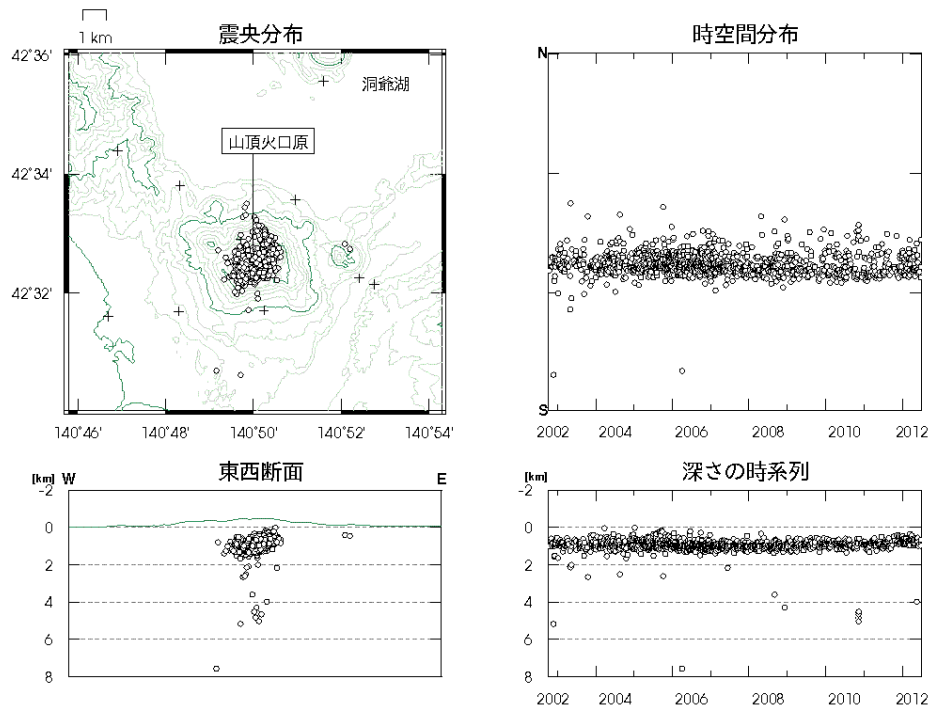 1 km
震央分布
42°36'
42°34'
42°32'
洞爺湖
山頂火口原
140°46'
140°48'
140°50'
140°52'
140°54'
時空間分布
N
S
2002
2004
2006
2008
2010
2012
東西断面
[km]
W
E
-2
0
2
4
6
8
深さの時系列
[km]
-2
0
2
4
6
8
2002
2004
2006
2008
2010
2012